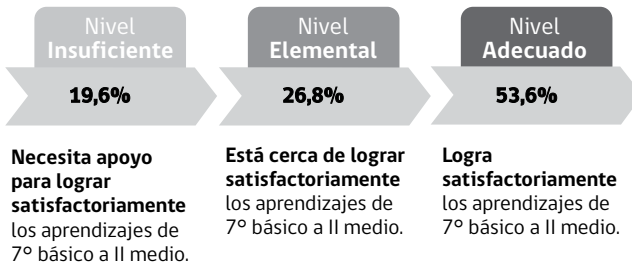 Nivel
Insuficiente
19,6%
Necesita apoyo
para lograr
satisfactoriamente
los aprendizajes de
7° básico a II medio.
Nivel
Elemental
26,8%
Está cerca de lograr
satisfactoriamente
los aprendizajes de
7° básico a II medio.
Nivel
Adecuado
53,6%
Logra
satisfactoriamente
los aprendizajes de
7° básico a II medio.